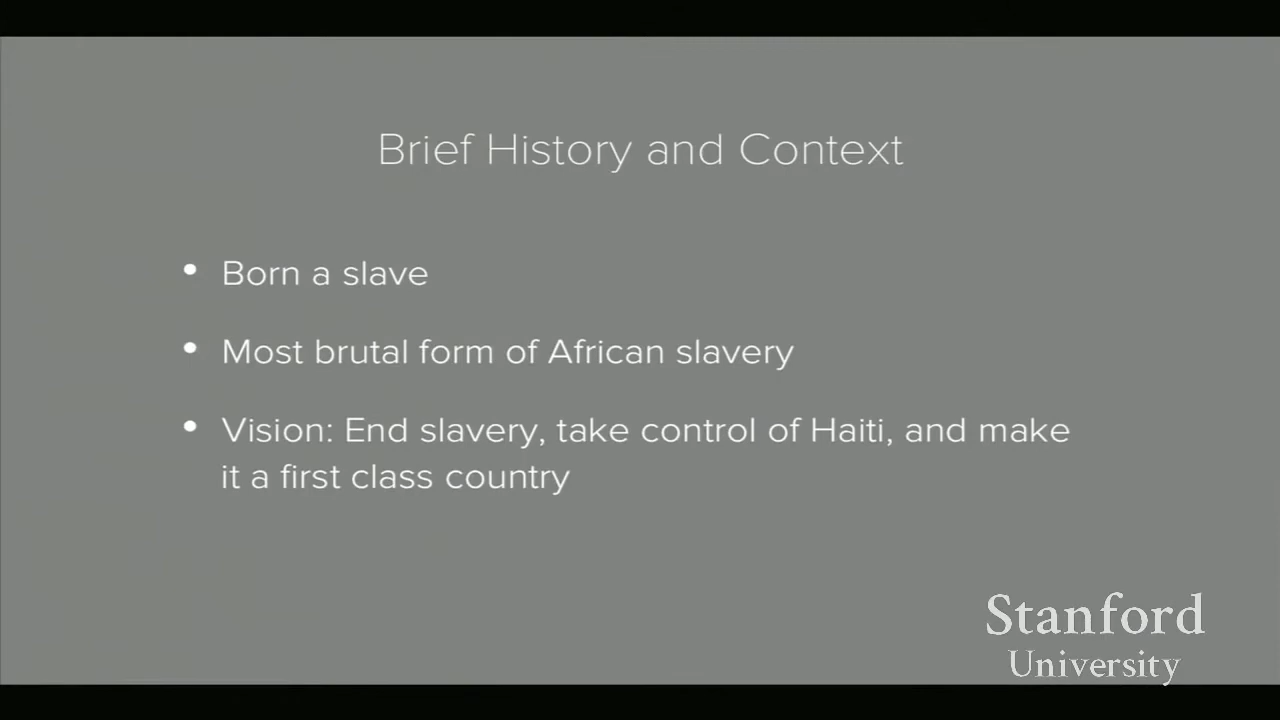 Brief History and Context
• Born a slave
• Most brutal form of African slavery
• Vision: End slavery, take control of Haiti, and make
it a first class country
Stanford
University